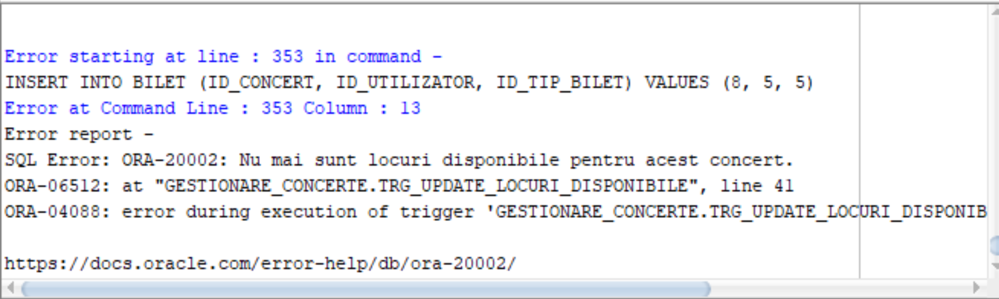 Error starting at line : 353 in command -
INSERT INTO BILET (ID_CONCERT, ID_UTILIZATOR, ID_TIP_BILET) VALUES (8, 5, 5)
Error at Command Line : 353 Column : 13
Error report -
SQL Error: ORA-20002: Nu mai sunt locuri disponibile pentru acest concert.
ORA-06512: at "GESTIONARE_CONCERTE.TRG_UPDATE_LOCURI_DISPONIBILE", line 41
ORA-04088: error during execution of trigger 'GESTIONARE_CONCERTE.TRG_UPDATE_LOCURI_DISPONIB
https://docs.oracle.com/error-help/db/ora-20002/